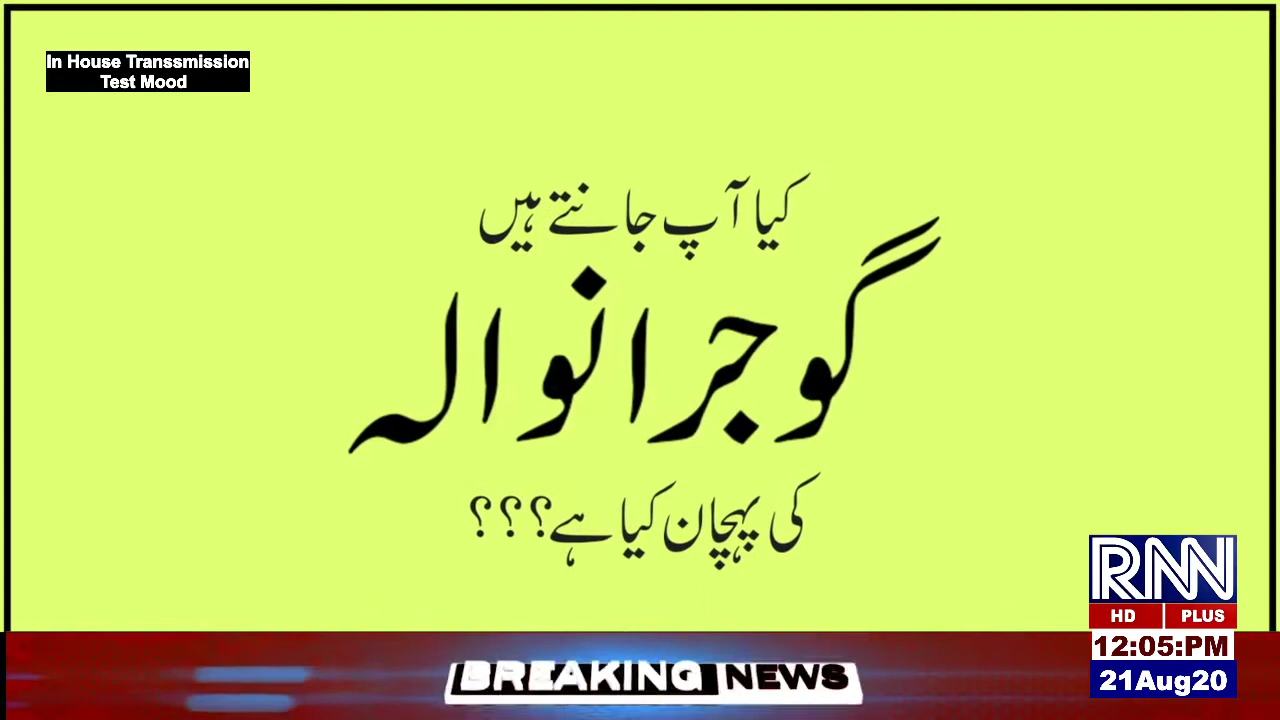 In House Transsmission
Test Mood
کیا آپ جانتے ہیں
گوجرانوالہ
کی پہچان کیا ہے؟؟؟
RNN
HD PLUS
12:05:PM
21Aug20
BREAKING NEWS